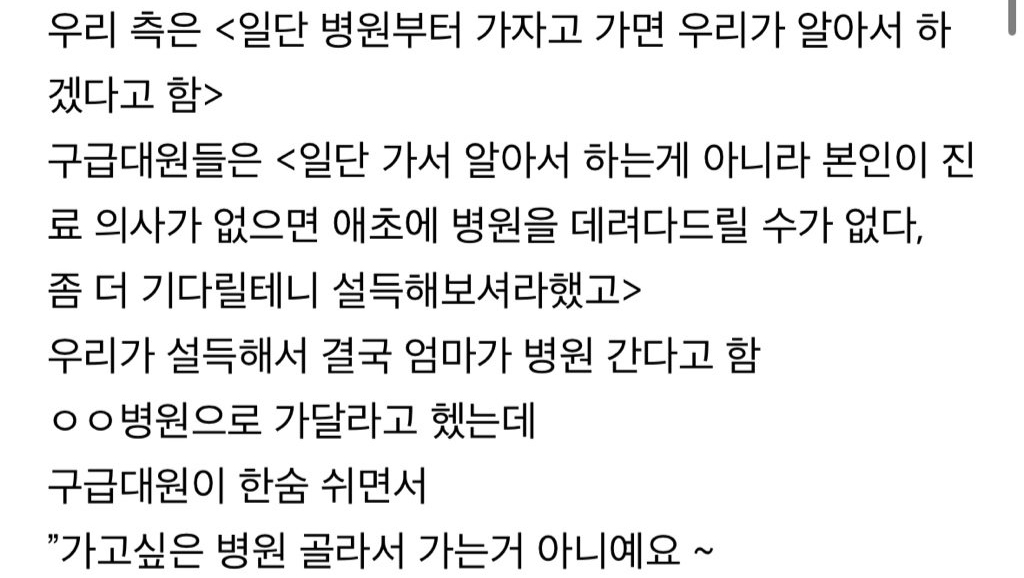 우리 측은 <일단 병원부터 가자고 가면 우리가 알아서 하
겠다고 함>
구급대원들은 <일단 가서 알아서 하는게 아니라 본인이 진
료 의사가 없으면 애초에 병원을 데려다드릴 수가 없다,
좀 더 기다릴테니 설득해보셔라했고>
우리가 설득해서 결국 엄마가 병원 간다고 함
ㅇㅇ병원으로 가달라고 헸는데
구급대원이 한숨 쉬면서
”가고싶은 병원 골라서 가는거 아니예요 ~